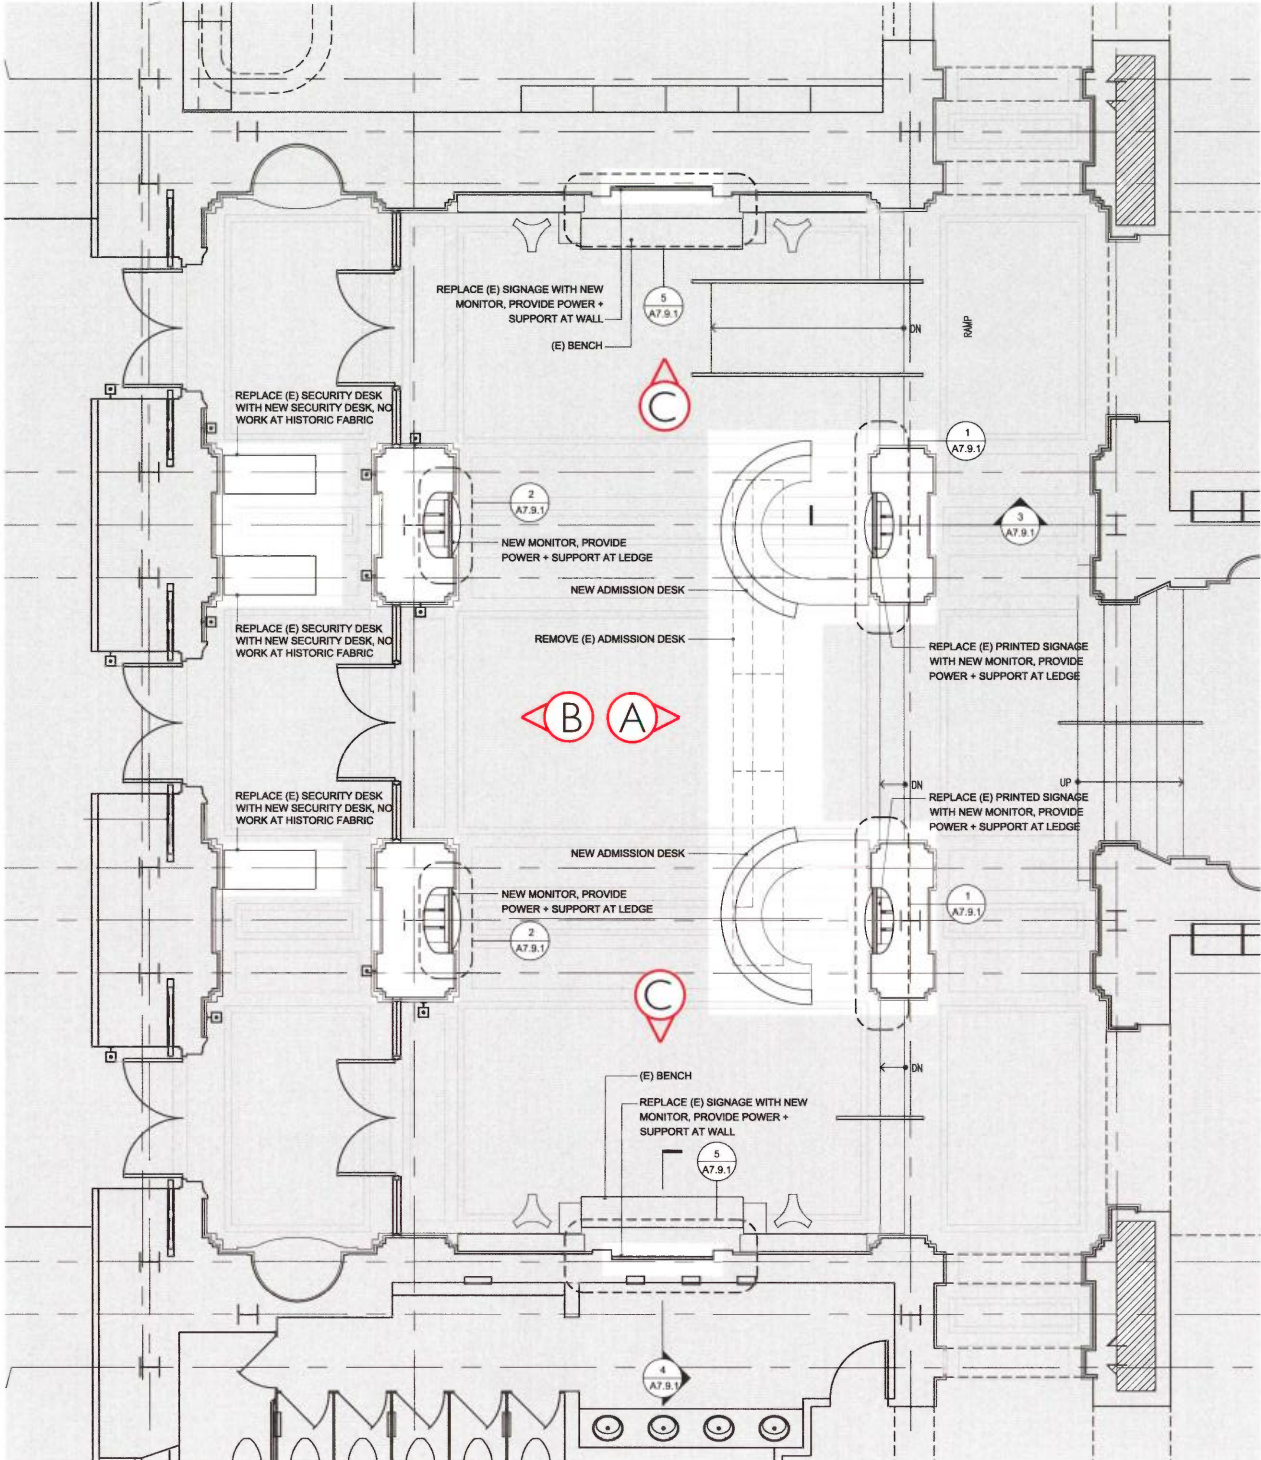 REPLACE (E) SIGNAGE WITH NEW
MONITOR, PROVIDE POWER +
SUPPORT AT WALL
(E) BENCH
5
A7.9.1
DN
RAMP
C
REPLACE (E) SECURITY DESK
WITH NEW SECURITY DESK, NO
WORK AT HISTORIC FABRIC
1
A7.9.1
2
A7.9.1
3
A7.9.1
NEW MONITOR, PROVIDE
POWER + SUPPORT AT LEDGE
NEW ADMISSION DESK
REMOVE (E) ADMISSION DESK
REPLACE (E) SECURITY DESK
WITH NEW SECURITY DESK, NO
WORK AT HISTORIC FABRIC
REPLACE (E) PRINTED SIGNAGE
WITH NEW MONITOR, PROVIDE
POWER + SUPPORT AT LEDGE
B
A
UP
DN
REPLACE (E) SECURITY DESK
WITH NEW SECURITY DESK, NO
WORK AT HISTORIC FABRIC
REPLACE (E) PRINTED SIGNAGE
WITH NEW MONITOR, PROVIDE
POWER + SUPPORT AT LEDGE
NEW ADMISSION DESK
NEW MONITOR, PROVIDE
POWER + SUPPORT AT LEDGE
1
A7.9.1
2
A7.9.1
C
DN
(E) BENCH
REPLACE (E) SIGNAGE WITH NEW
MONITOR, PROVIDE POWER +
SUPPORT AT WALL
5
A7.9.1
4
A7.9.1